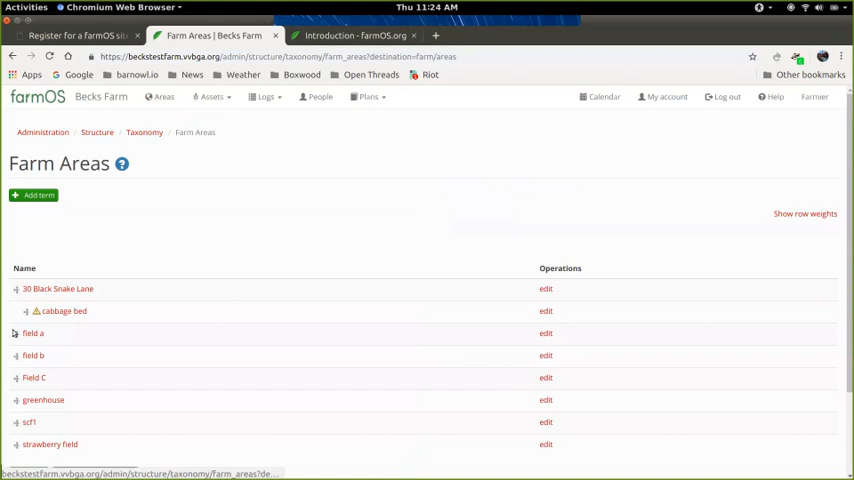 Activities Chromium Web Browser Thu 11:24 AM
Register for a farmOS sit × Farm Areas | Becks Farm × Introduction - farmOS.org ×
https://beckstestfarm.vvbga.org/admin/structure/taxonomy/farm_areas?destination=farm/areas
Apps Google barnowl.io News Weather Boxwood Open Threads Riot Other bookmarks
farmOS Becks Farm Areas Assets Logs People Plans Calendar My account Log out Help Farmier
Administration / Structure / Taxonomy / Farm Areas
Farm Areas ?
+ Add term
Show row weights
Name Operations
30 Black Snake Lane edit
cabbage bed edit
field a edit
field b edit
Field C edit
greenhouse edit
scf1 edit
strawberry field edit
beckstestfarm.vvbga.org/admin/structure/taxonomy/farm_areas?de...